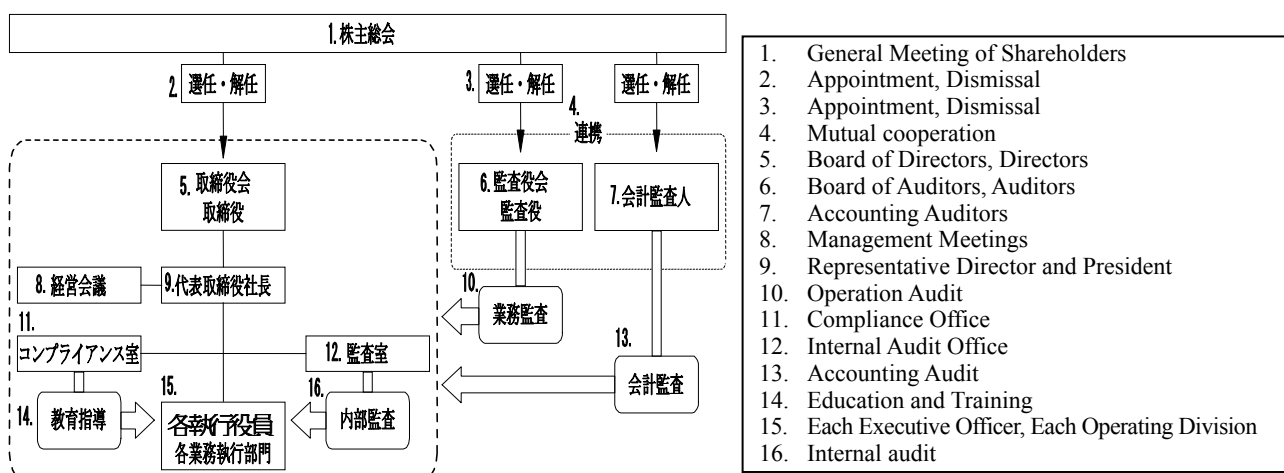 1.株主総会
2. 選任・解任
3. 選任・解任
選任・解任
4.
連携
5. 取締役会
取締役
6. 監査役会
監査役
7. 会計監査人
8. 経営会議
9.代表取締役社長
10.
業務監査
11.
コンプライアンス室
12. 監査室
13.
会計監査
14. 教育指導
15.
各執行役員
各業務執行部門
16.
内部監査
1. General Meeting of Shareholders
2. Appointment, Dismissal
3. Appointment, Dismissal
4. Mutual cooperation
5. Board of Directors, Directors
6. Board of Auditors, Auditors
7. Accounting Auditors
8. Management Meetings
9. Representative Director and President
10. Operation Audit
11. Compliance Office
12. Internal Audit Office
13. Accounting Audit
14. Education and Training
15. Each Executive Officer, Each Operating Division
16. Internal audit